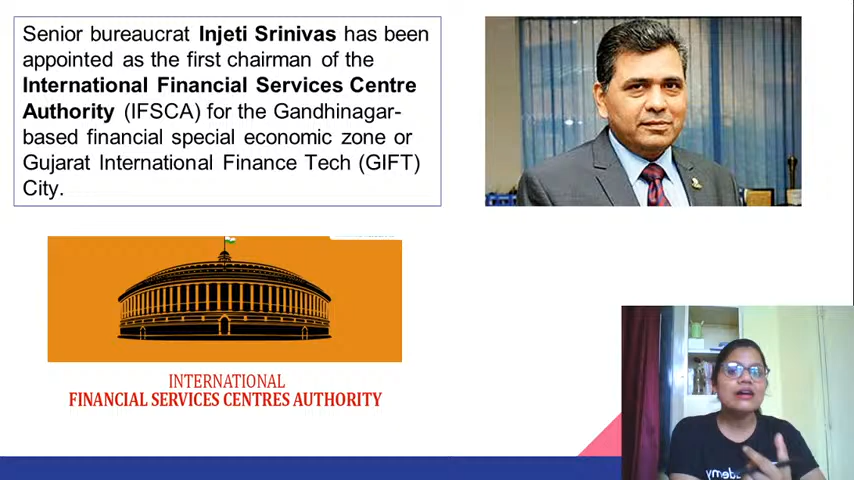 Senior bureaucrat Injeti Srinivas has been
appointed as the first chairman of the
International Financial Services Centre
Authority (IFSCA) for the Gandhinagar-
based financial special economic zone or
Gujarat International Finance Tech (GIFT)
City.
INTERNATIONAL
FINANCIAL SERVICES CENTRES AUTHORITY